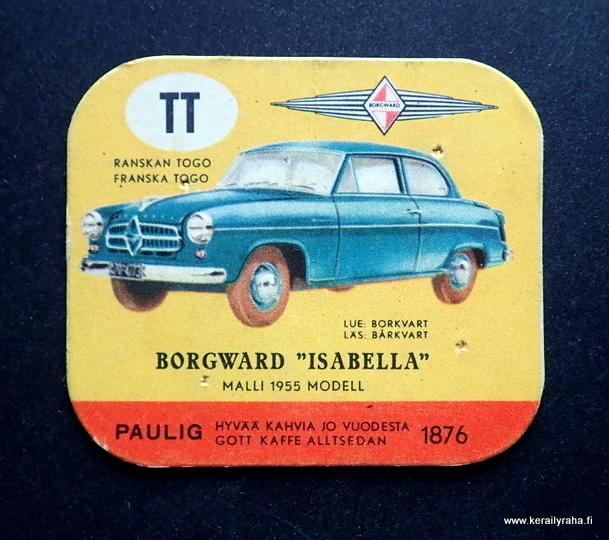 TT
BORGWARD
RANSKAN TOGO
FRANSKA TOGO
LUE: BORKVART
LÄS: BÅRKVART
BORGWARD "ISABELLA"
MALLI 1955 MODELL
PAULIG
HYVÄÄ KAHVIA JO VUODESTA
GOTT KAFFE ALLTSEDAN
1876
www.kerailyraha.fi